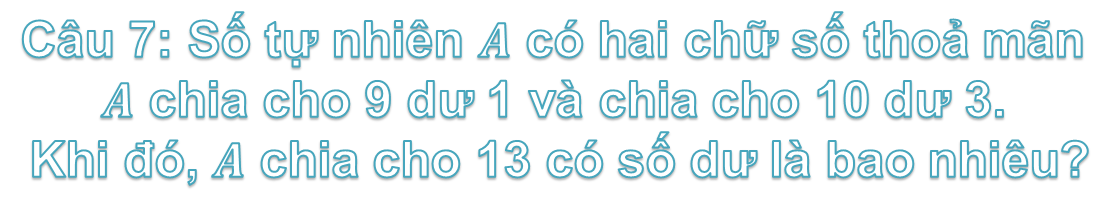 Câu 7: Số tự nhiên A có hai chữ số thoả mãn
A chia cho 9 dư 1 và chia cho 10 dư 3.
Khi đó, A chia cho 13 có số dư là bao nhiêu?